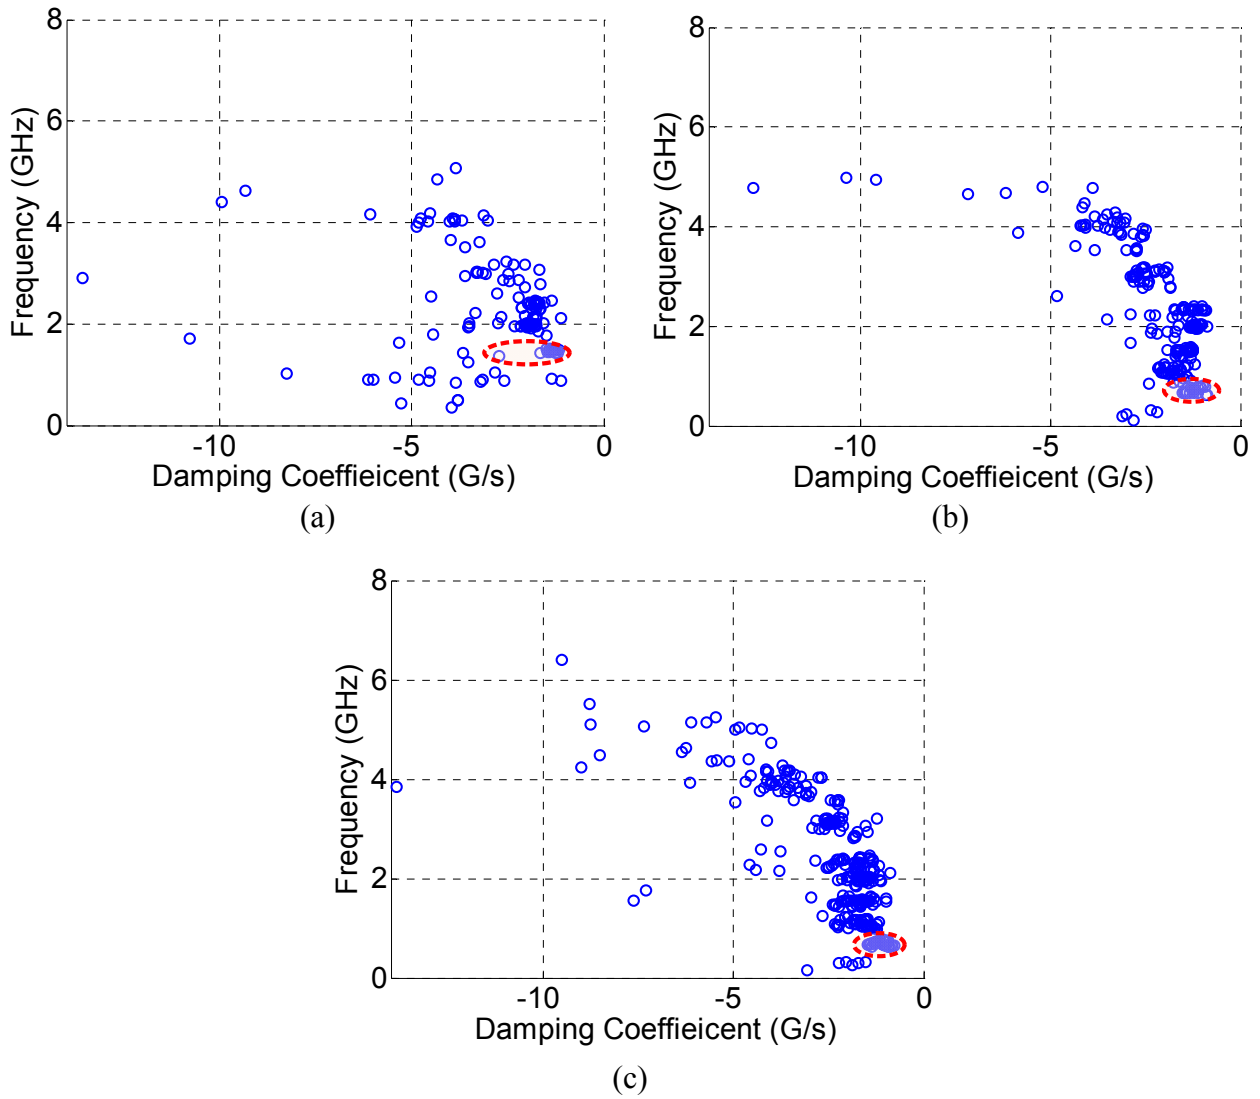 8
6
4
2
0
Frequency (GHz)
-10
-5
0
Damping Coeffieicent (G/s)
(a)
8
6
4
2
0
Frequency (GHz)
-10
-5
0
Damping Coeffieicent (G/s)
(b)
8
6
4
2
0
Frequency (GHz)
-10
-5
0
Damping Coeffieicent (G/s)
(c)